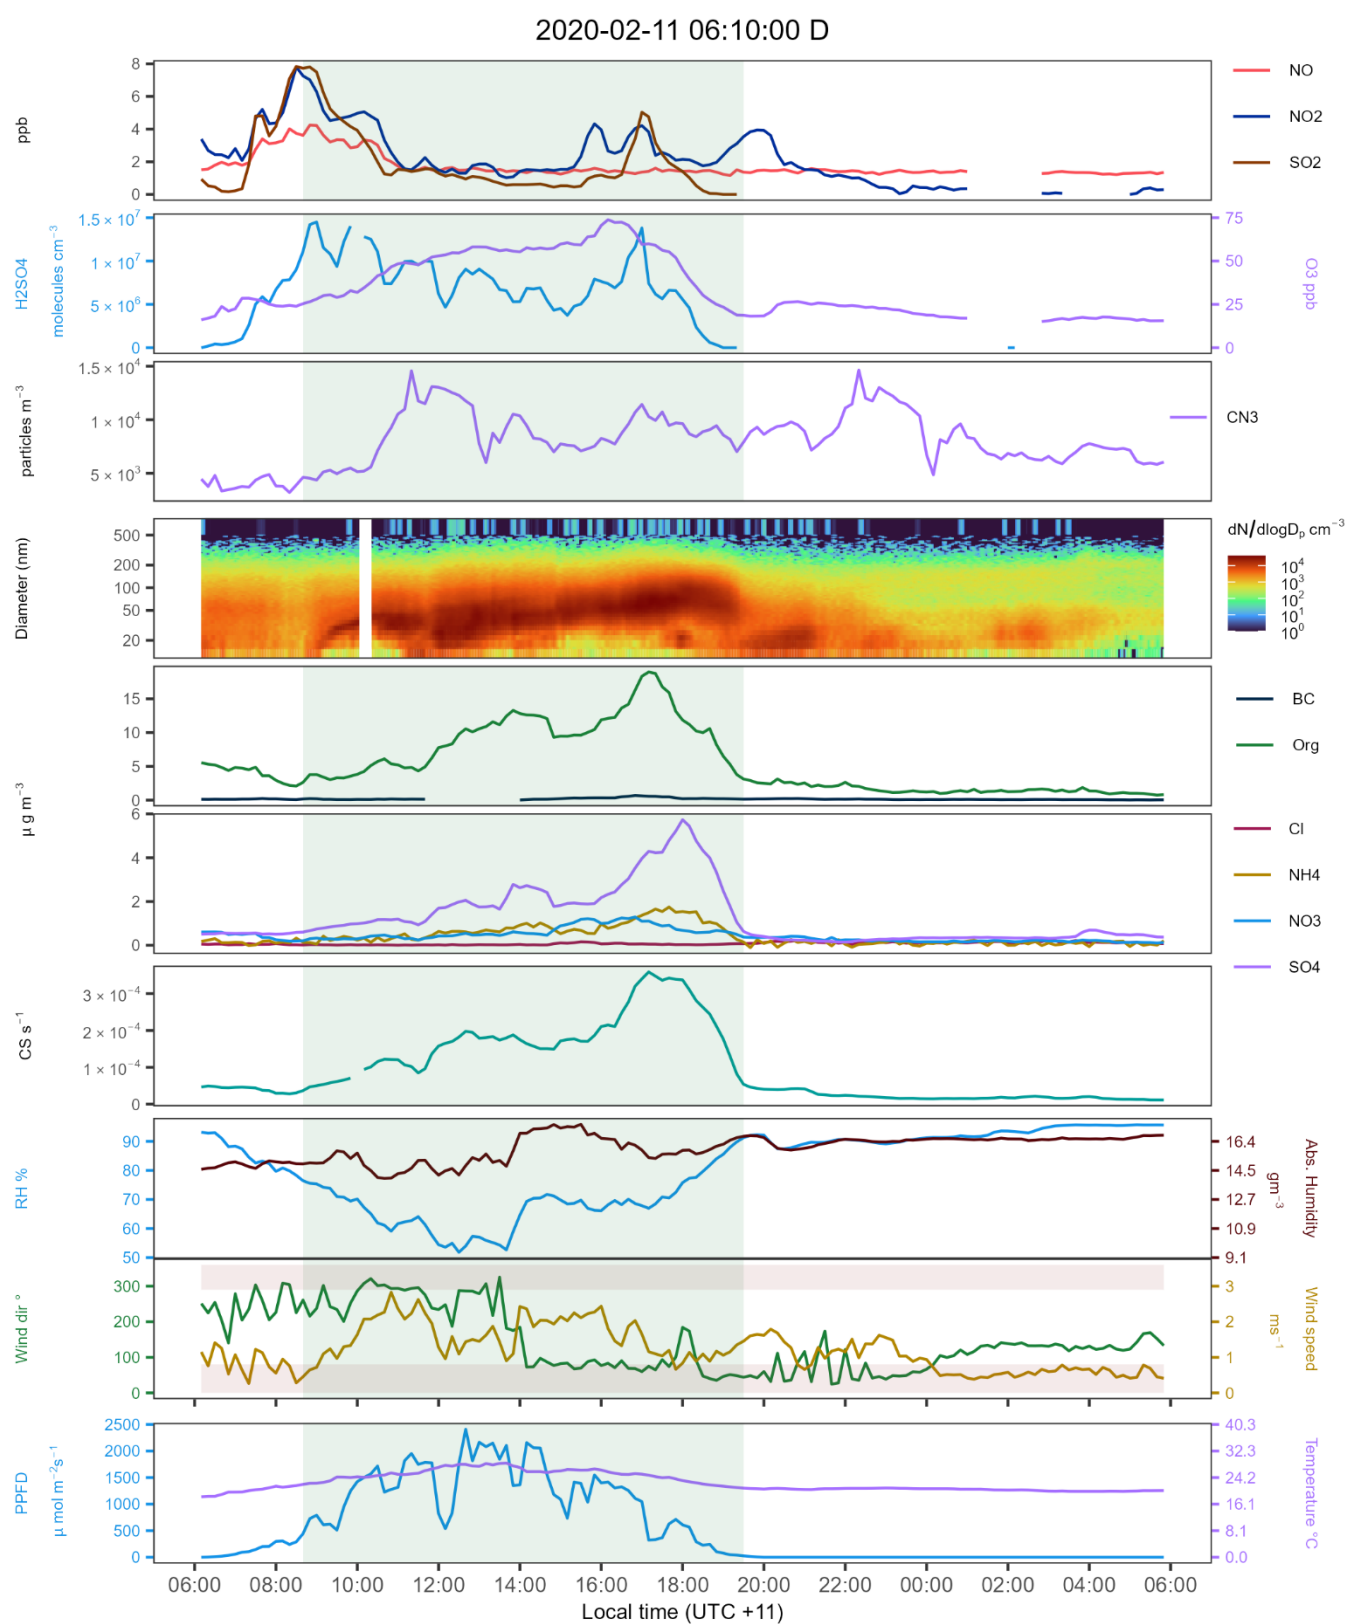 2020-02-11 06:10:00 D
ppb
8
6
4
2
0
NO
NO2
SO2
H2SO4
molecules cm⁻³
1.5 × 10⁷
1 × 10⁷
5 × 10⁶
0
75
50
25
0
O3 ppb
particles m⁻³
1.5 × 10⁴
1 × 10⁴
5 × 10³
CN3
Diameter (nm)
500
200
100
50
20
dN/dlogDₚ cm⁻³
10⁴
10³
10²
10¹
10⁰
µ g m⁻³
15
10
5
0
BC
Org
6
4
2
0
Cl
NH4
NO3
SO4
CS s⁻¹
3 × 10⁻⁴
2 × 10⁻⁴
1 × 10⁻⁴
0
RH %
90
80
70
60
50
16.4
14.5
12.7
10.9
9.1
Abs. Humidity
gm⁻³
Wind dir °
300
200
100
0
3
2
1
0
Wind speed
ms⁻¹
PPFD
µ mol m⁻²s⁻¹
2500
2000
1500
1000
500
0
40.3
32.3
24.2
16.1
8.1
0.0
Temperature °C
06:00 08:00 10:00 12:00 14:00 16:00 18:00 20:00 22:00 00:00 02:00 04:00 06:00
Local time (UTC +11)